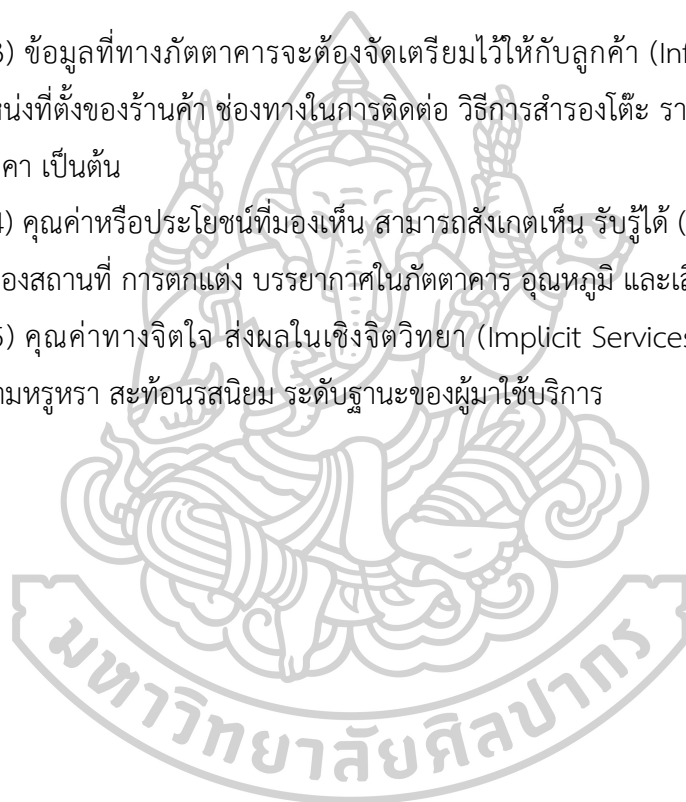 3) ข้อมูลที่ทางภัตตาคารจะต้องจัดเตรียมไว้ให้กับลูกค้า (Inf
หน่งที่ตั้งของร้านค้า ช่องทางในการติดต่อ วิธีการสำรองโต๊ะ รา
คา เป็นต้น
4) คุณค่าหรือประโยชน์ที่มองเห็น สามารถสังเกตเห็น รับรู้ได้ (
องสถานที่ การตกแต่ง บรรยากาศในภัตตาคาร อุณหภูมิ และเสี
5) คุณค่าทางจิตใจ ส่งผลในเชิงจิตวิทยา (Implicit Services
ามหรูหรา สะท้อนรสนิยม ระดับฐานะของผู้มาใช้บริการ
มหาวิทยาลัยศิลปากร